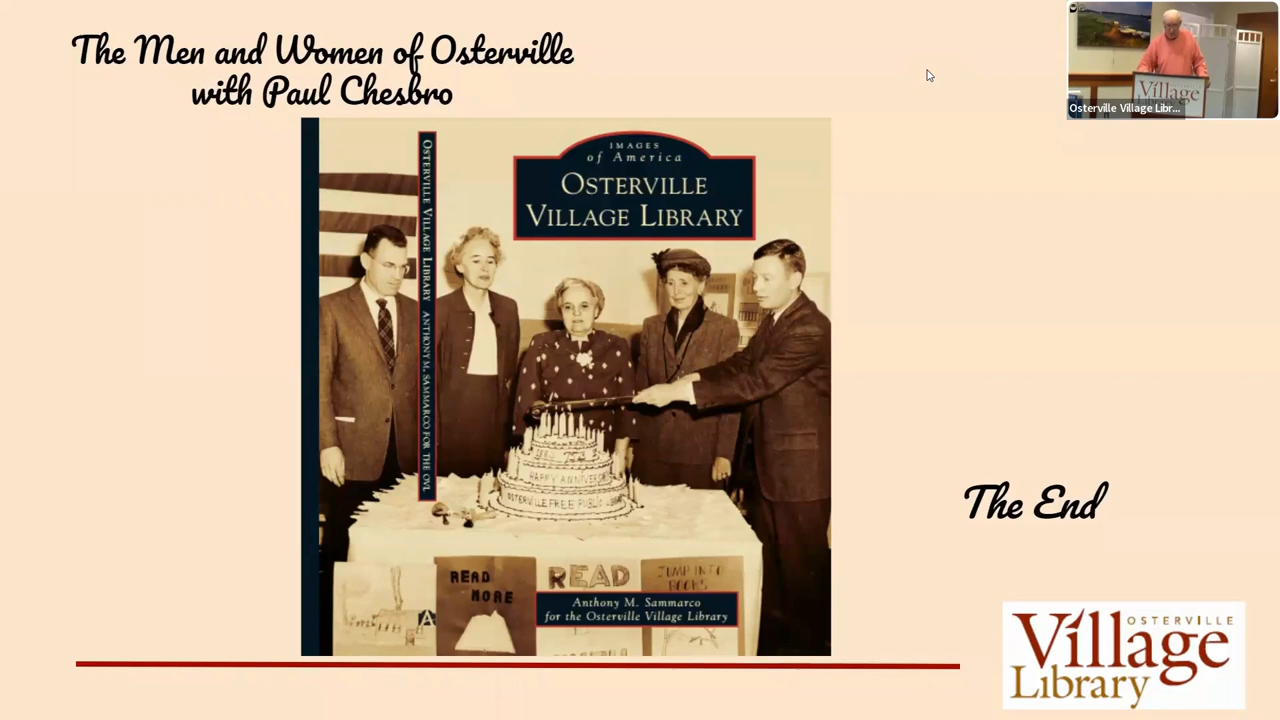 The Men and Women of Osterville
with Paul Chesbro
Village
Library
Osterville Village Libr...
IMAGES
of America
OSTERVILLE
VILLAGE LIBRARY
OSTERVILLE VILLAGE LIBRARY ANTHONY M. SAMMARCO FOR THE OVL
HAPPY ANNIVERSARY
OSTERVILLE FREE PUBLIC
READ
MORE
READ
JUMP INTO
BOOKS
Anthony M. Sammarco
for the Osterville Village Library
A
The End
OSTERVILLE
Village
Library